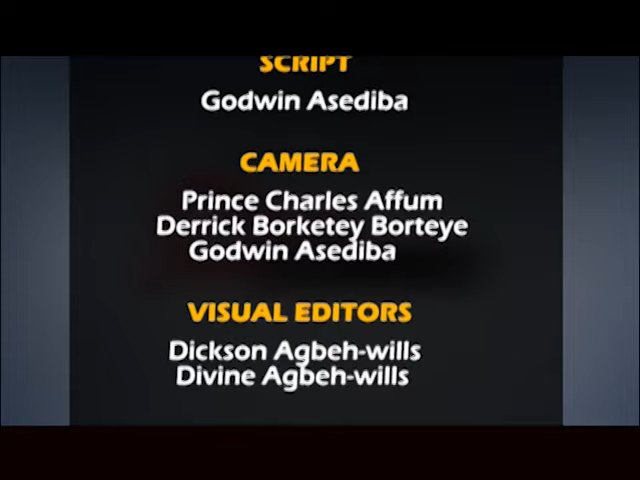 SCRIPT
Godwin Asediba
CAMERA
Prince Charles Affum
Derrick Borketey Borteye
Godwin Asediba
VISUAL EDITORS
Dickson Agbeh-wills
Divine Agbeh-wills